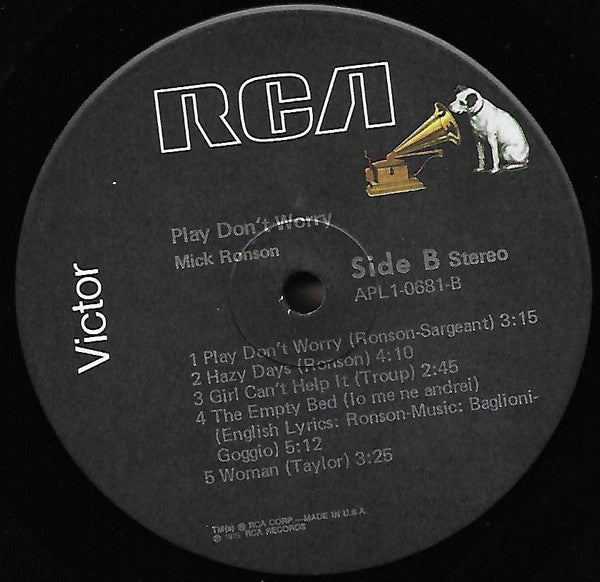 RCA
Victor
Play Don't Worry
Mick Ronson
Side B Stereo
APL1-0681-B
1 Play Don't Worry (Ronson-Sargeant) 3:15
2 Hazy Days (Ronson) 4:10
3 Girl Can't Help It (Troup) 2:45
4 The Empty Bed (Io me ne andrei)
(English Lyrics: Ronson-Music: Baglioni-
Goggio) 5:12
5 Woman (Taylor) 3:25
TM(s) ® RCA CORP.—MADE IN U.S.A.
℗ 1975 RCA RECORDS